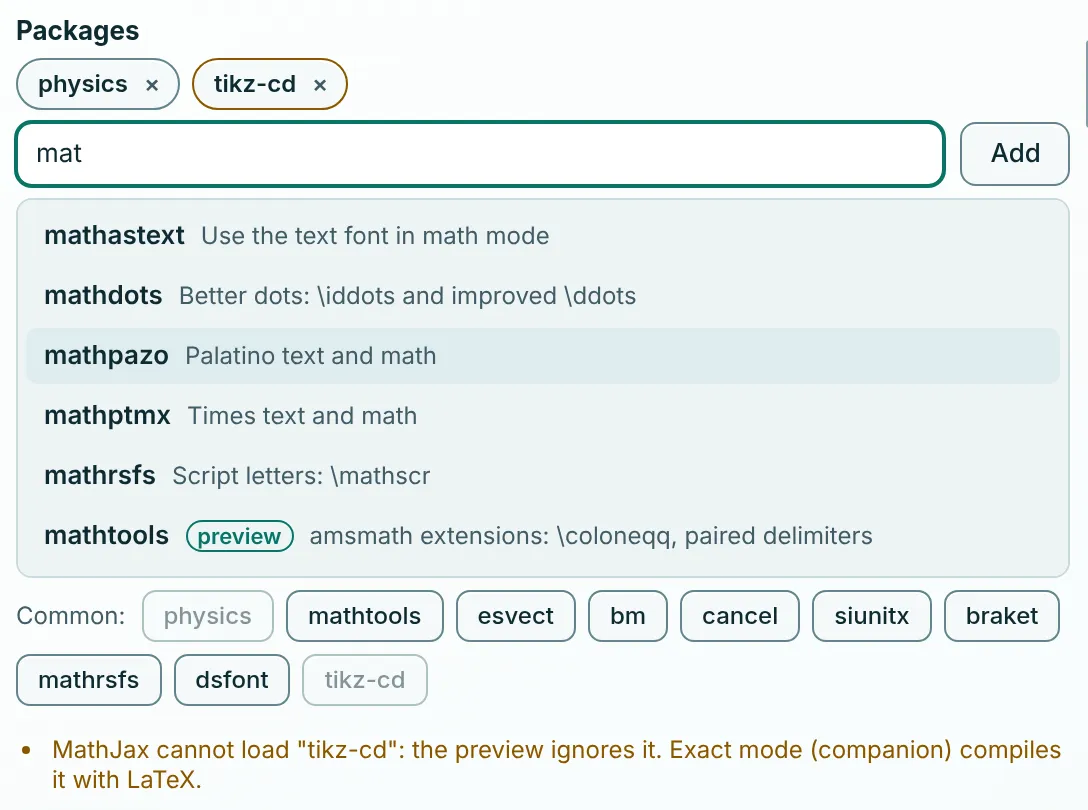 Packages
physics × tikz-cd ×
mat Add
mathastext Use the text font in math mode
mathdots Better dots: \iddots and improved \ddots
mathpazo Palatino text and math
mathptmx Times text and math
mathrsfs Script letters: \mathscr
mathtools preview amsmath extensions: \coloneqq, paired delimiters
Common: physics mathtools esvect bm cancel siunitx braket
mathrsfs dsfont tikz-cd
• MathJax cannot load "tikz-cd": the preview ignores it. Exact mode (companion) compiles
it with LaTeX.